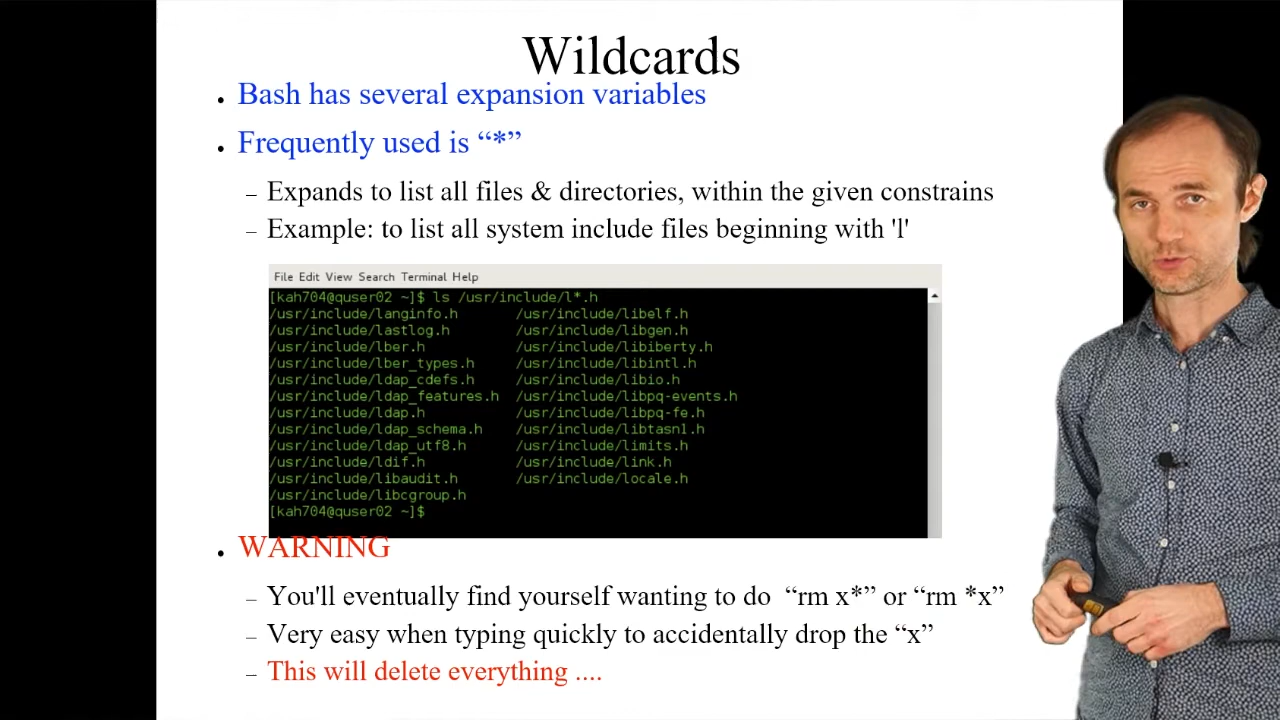 Wildcards
• Bash has several expansion variables
• Frequently used is “*”
– Expands to list all files & directories, within the given constrains
– Example: to list all system include files beginning with 'l'
File Edit View Search Terminal Help
[kah704@quser02 ~]$ ls /usr/include/l*.h
/usr/include/langinfo.h /usr/include/libelf.h
/usr/include/lastlog.h /usr/include/libgen.h
/usr/include/lber.h /usr/include/libiberty.h
/usr/include/lber_types.h /usr/include/libintl.h
/usr/include/ldap_cdefs.h /usr/include/libio.h
/usr/include/ldap_features.h /usr/include/libpq-events.h
/usr/include/ldap.h /usr/include/libpq-fe.h
/usr/include/ldap_schema.h /usr/include/libtasn1.h
/usr/include/ldap_utf8.h /usr/include/limits.h
/usr/include/ldif.h /usr/include/link.h
/usr/include/libaudit.h /usr/include/locale.h
/usr/include/libcgroup.h
[kah704@quser02 ~]$
• WARNING
– You'll eventually find yourself wanting to do “rm x*” or “rm *x”
– Very easy when typing quickly to accidentally drop the “x”
– This will delete everything ....